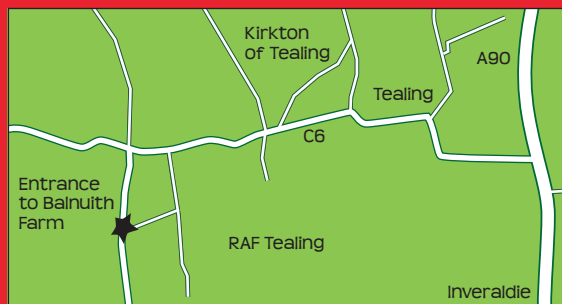 Kirkton
of Tealing
A90
Tealing
C6
Entrance
to Balnuith
Farm
RAF Tealing
Inveraldie